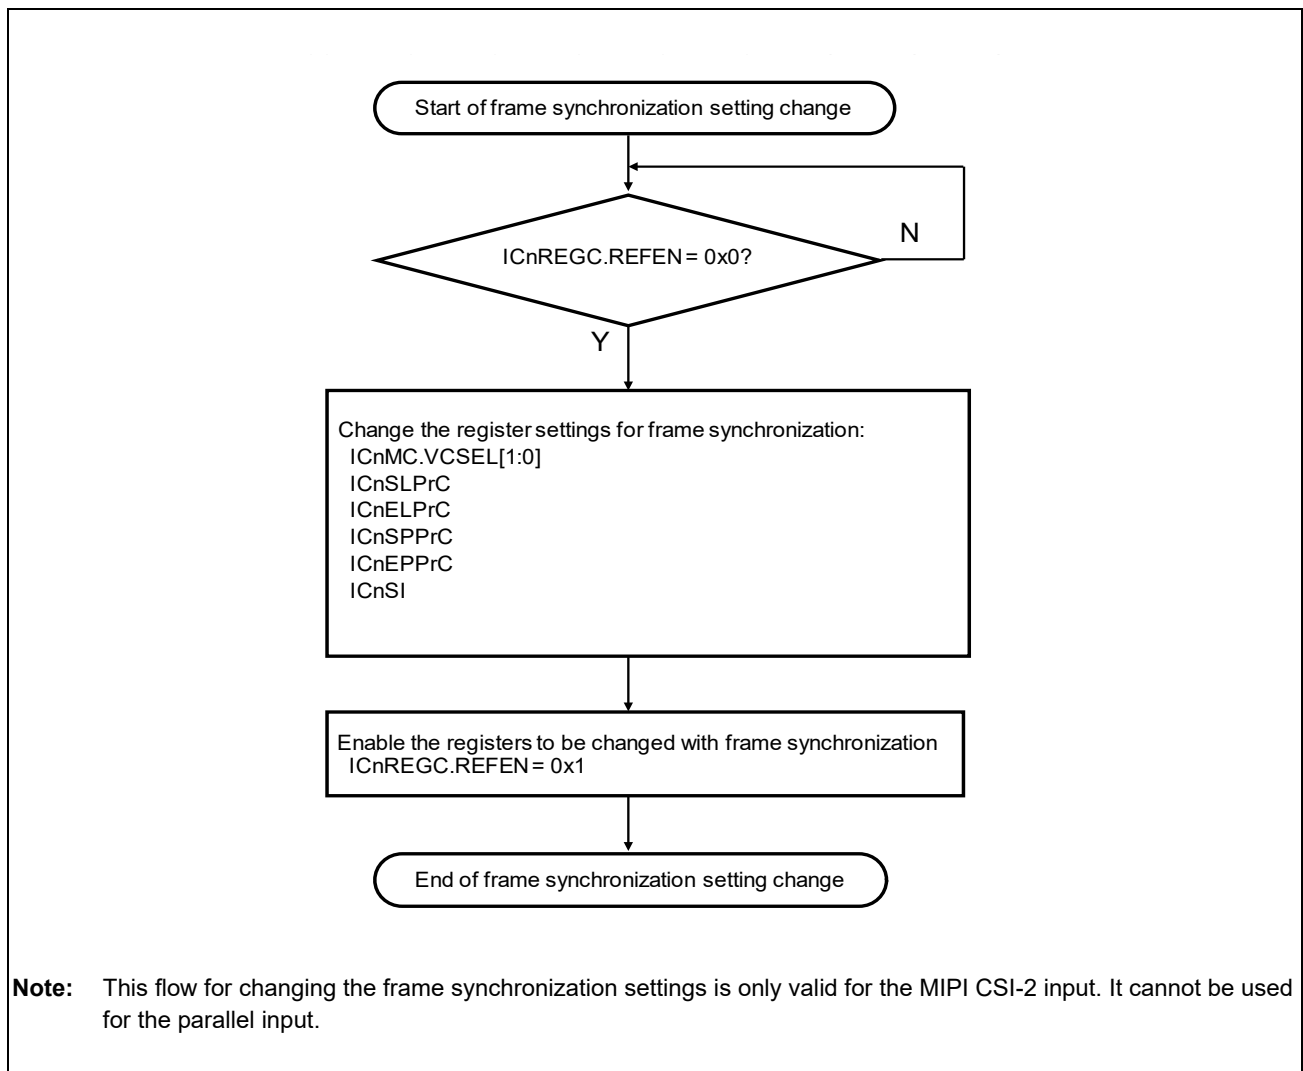 Start of frame synchronization setting change
ICnREGC.REFEN = 0x0?
N
Y
Change the register settings for frame synchronization:
ICnMC.VCSEL[1:0]
ICnSLPrC
ICnELPrC
ICnSPPrC
ICnEPPrC
ICnSI
Enable the registers to be changed with frame synchronization
ICnREGC.REFEN = 0x1
End of frame synchronization setting change
Note: This flow for changing the frame synchronization settings is only valid for the MIPI CSI-2 input. It cannot be used
for the parallel input.